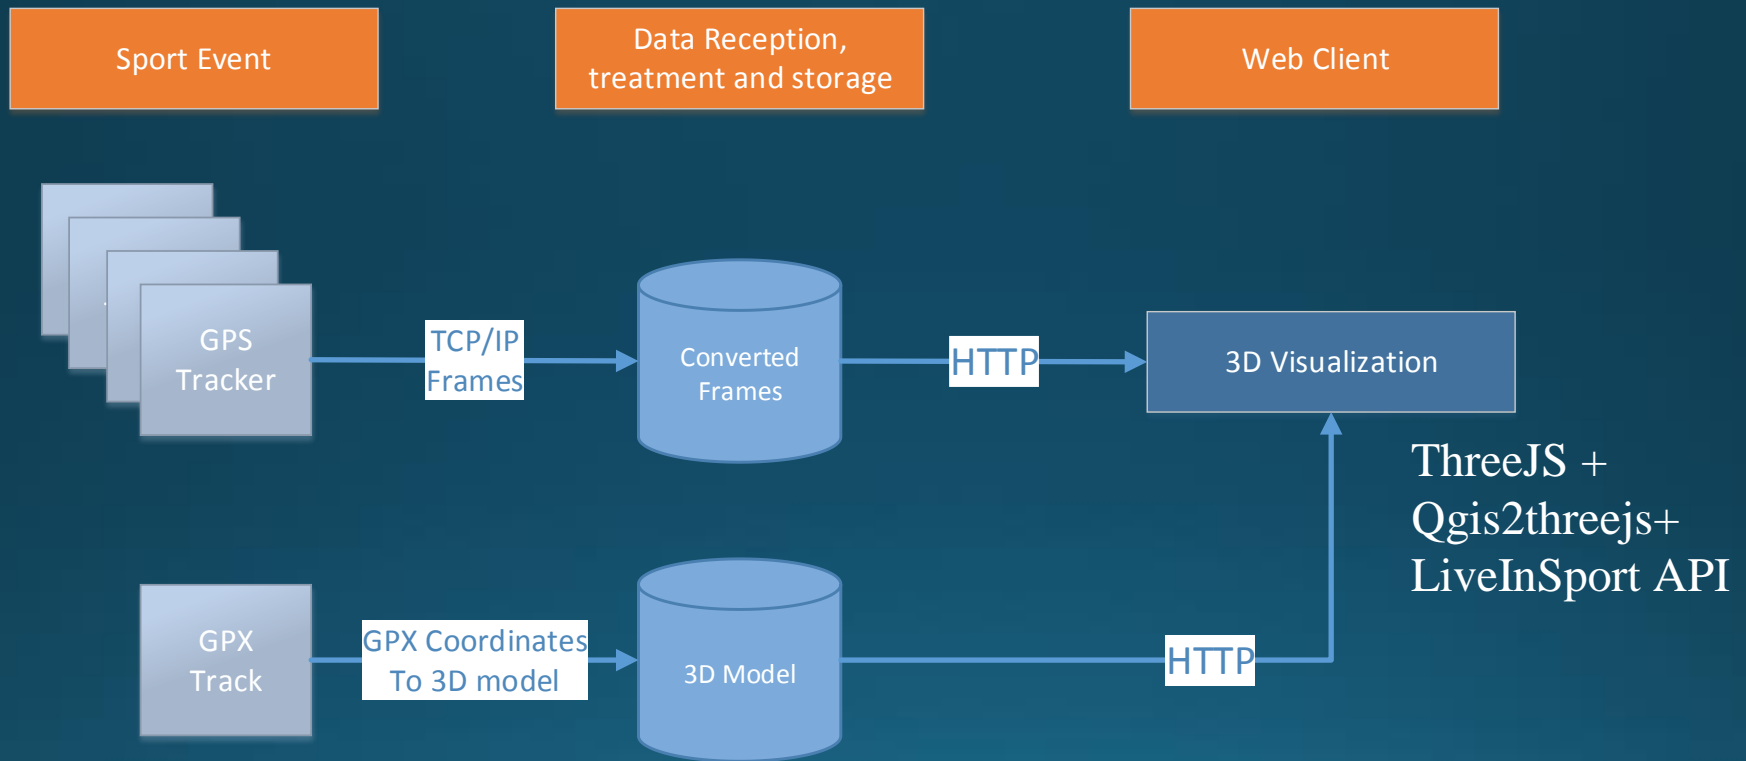 Sport Event
Data Reception,
treatment and storage
Web Client
GPS
Tracker
TCP/IP
Frames
Converted
Frames
HTTP
3D Visualization
ThreeJS +
Qgis2threejs+
LiveInSport API
GPX
Track
GPX Coordinates
To 3D model
3D Model
HTTP